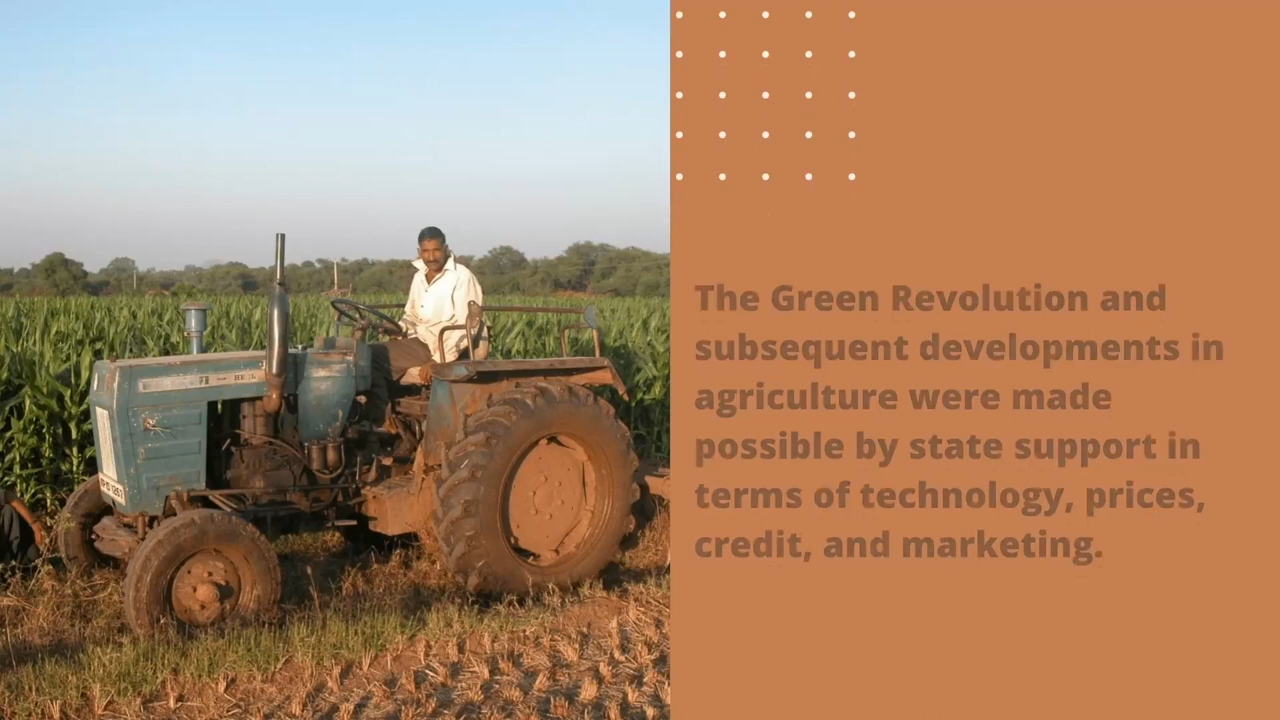 The Green Revolution and
subsequent developments in
agriculture were made
possible by state support in
terms of technology, prices,
credit, and marketing.